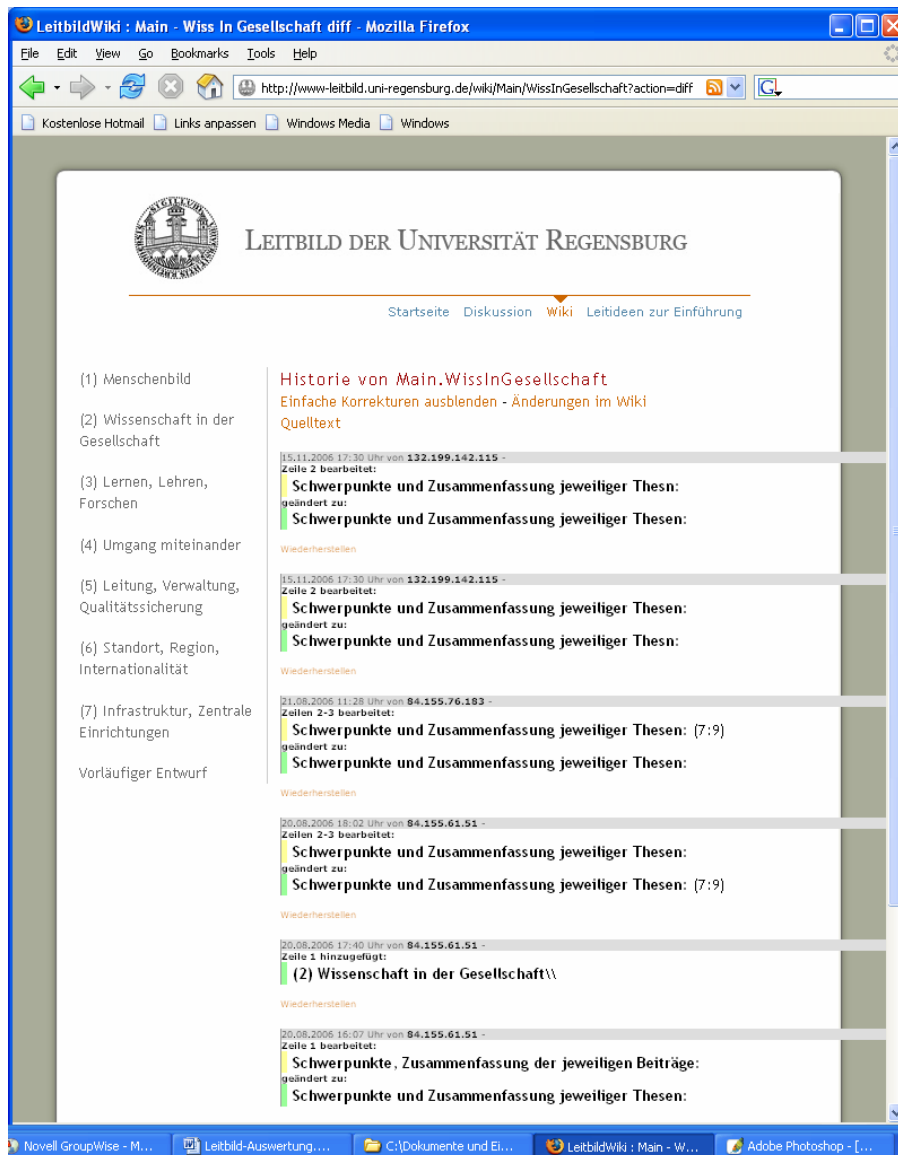 LeitbildWiki : Main - Wiss In Gesellschaft diff - Mozilla Firefox
File Edit View Go Bookmarks Tools Help
http://www-leitbild.uni-regensburg.de/wiki/Main/WissInGesellschaft?action=diff
Kostenlose Hotmail Links anpassen Windows Media Windows
LEITBILD DER UNIVERSITÄT REGENSBURG
Startseite Diskussion Wiki Leitideen zur Einführung
(1) Menschenbild
(2) Wissenschaft in der
Gesellschaft
(3) Lernen, Lehren,
Forschen
(4) Umgang miteinander
(5) Leitung, Verwaltung,
Qualitätssicherung
(6) Standort, Region,
Internationalität
(7) Infrastruktur, Zentrale
Einrichtungen
Vorläufiger Entwurf
Historie von Main.WissInGesellschaft
Einfache Korrekturen ausblenden - Änderungen im Wiki
Quelltext
15.11.2006 17:30 Uhr von 132.199.142.115 -
Zeile 2 bearbeitet:
Schwerpunkte und Zusammenfassung jeweiliger Thesn:
geändert zu:
Schwerpunkte und Zusammenfassung jeweiliger Thesen:
Wiederherstellen
15.11.2006 17:30 Uhr von 132.199.142.115 -
Zeile 2 bearbeitet:
Schwerpunkte und Zusammenfassung jeweiliger Thesen:
geändert zu:
Schwerpunkte und Zusammenfassung jeweiliger Thesn:
Wiederherstellen
21.08.2006 11:28 Uhr von 84.155.76.183 -
Zeilen 2-3 bearbeitet:
Schwerpunkte und Zusammenfassung jeweiliger Thesen: (7:9)
geändert zu:
Schwerpunkte und Zusammenfassung jeweiliger Thesen:
Wiederherstellen
20.08.2006 18:02 Uhr von 84.155.61.51 -
Zeilen 2-3 bearbeitet:
Schwerpunkte und Zusammenfassung jeweiliger Thesen:
geändert zu:
Schwerpunkte und Zusammenfassung jeweiliger Thesen: (7:9)
Wiederherstellen
20.08.2006 17:40 Uhr von 84.155.61.51 -
Zeile 1 hinzugefügt:
(2) Wissenschaft in der Gesellschaft\\
Wiederherstellen
20.08.2006 16:07 Uhr von 84.155.61.51 -
Zeile 1 bearbeitet:
Schwerpunkte, Zusammenfassung der jeweiligen Beiträge:
geändert zu:
Schwerpunkte und Zusammenfassung jeweiliger Thesen:
Novell GroupWise - M... Leitbild-Auswertung.... C:\Dokumente und Ei... LeitbildWiki : Main - W... Adobe Photoshop - [...